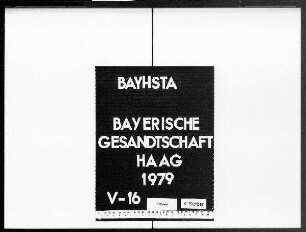 BAYHSTA
BAYERISCHE
GESANDTSCHAFT
HAAG
1979
V-16